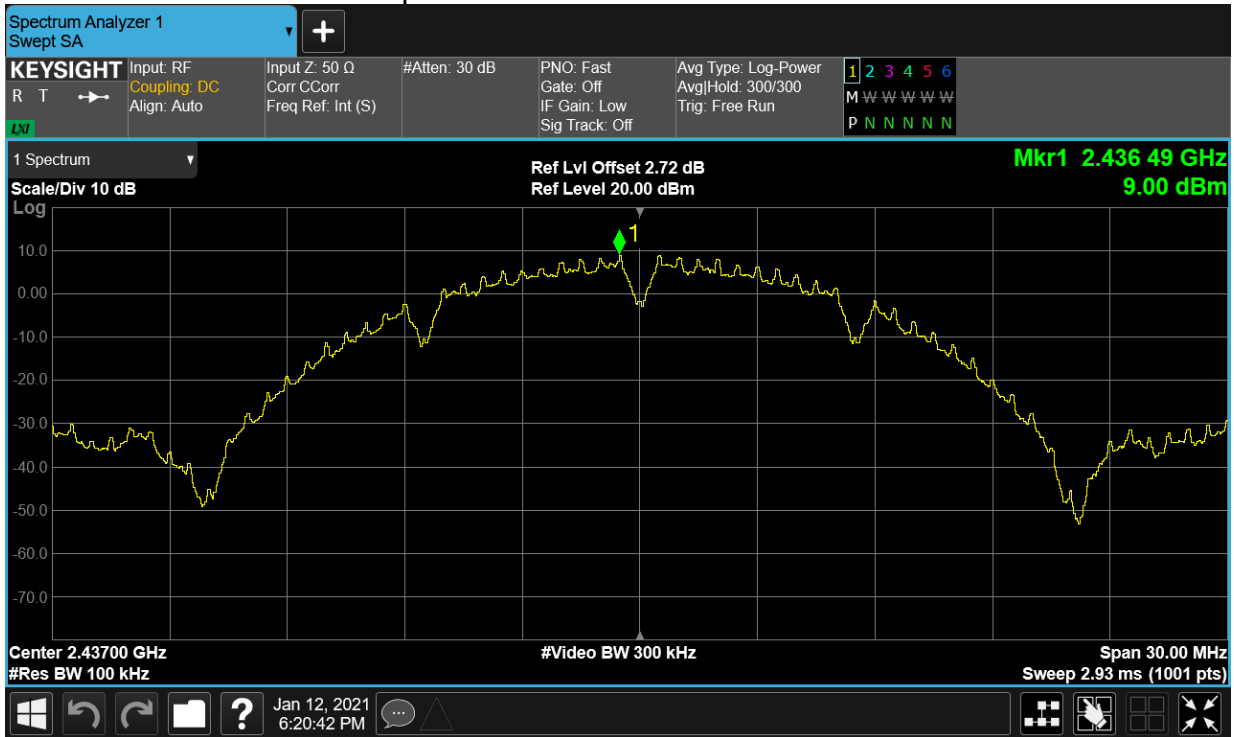 Spectrum Analyzer 1
Swept SA
KEYSIGHT
R T
LXI
Input: RF
Coupling: DC
Align: Auto
Input Z: 50 Ω
Corr CCorr
Freq Ref: Int (S)
#Atten: 30 dB
PNO: Fast
Gate: Off
IF Gain: Low
Sig Track: Off
Avg Type: Log-Power
Avg|Hold: 300/300
Trig: Free Run
1 2 3 4 5 6
M W W W W W
P N N N N N
1 Spectrum
Scale/Div 10 dB
Log
Ref Lvl Offset 2.72 dB
Ref Level 20.00 dBm
Mkr1 2.436 49 GHz
9.00 dBm
1
10.0
0.00
-10.0
-20.0
-30.0
-40.0
-50.0
-60.0
-70.0
Center 2.43700 GHz
#Res BW 100 kHz
#Video BW 300 kHz
Span 30.00 MHz
Sweep 2.93 ms (1001 pts)
?
Jan 12, 2021
6:20:42 PM